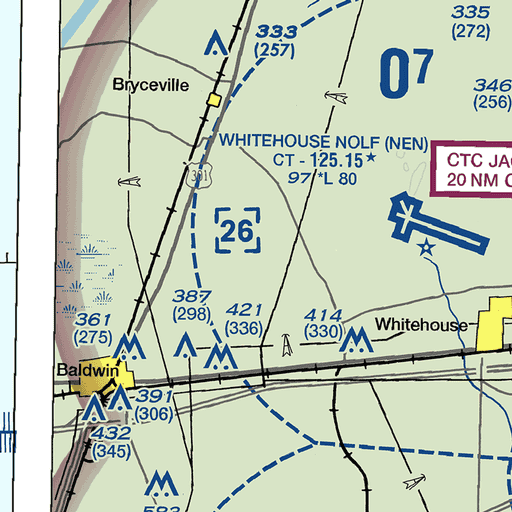 335
(272)
333
(257)
07
Bryceville
346
(256)
WHITEHOUSE NOLF (NEN)
CT - 125.15*
97 *L 80
CTC JA
20 NM
301
26
387
(298)
421
(336)
414
(330)
361
(275)
Whitehouse
Baldwin
391
(306)
432
(345)